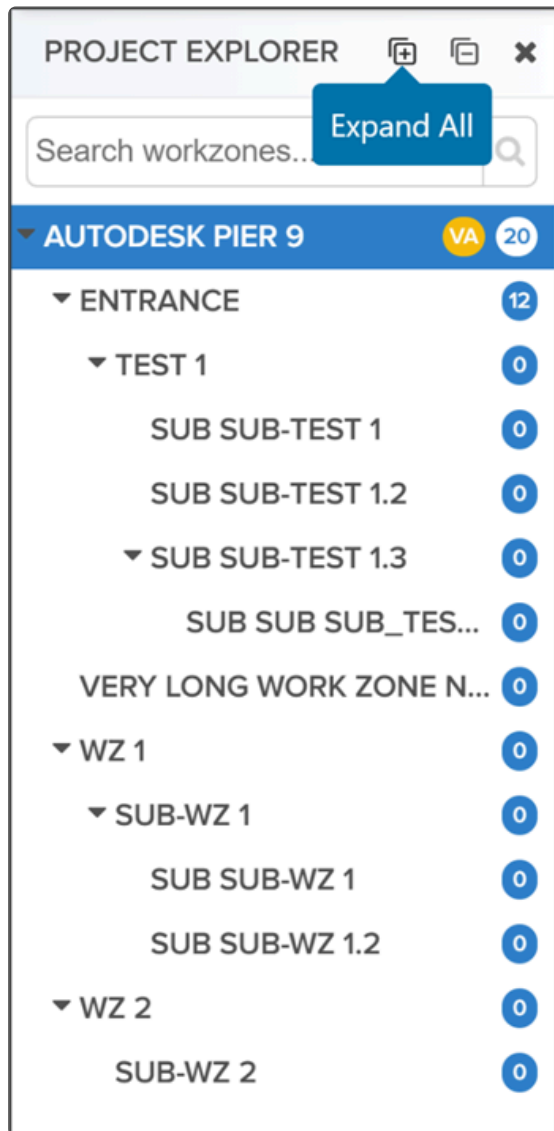 PROJECT EXPLORER
Expand All
Search workzones...
AUTODESK PIER 9 VA 20
ENTRANCE 12
TEST 1 0
SUB SUB-TEST 1 0
SUB SUB-TEST 1.2 0
SUB SUB-TEST 1.3 0
SUB SUB SUB_TES... 0
VERY LONG WORK ZONE N... 0
WZ 1 0
SUB-WZ 1 0
SUB SUB-WZ 1 0
SUB SUB-WZ 1.2 0
WZ 2 0
SUB-WZ 2 0